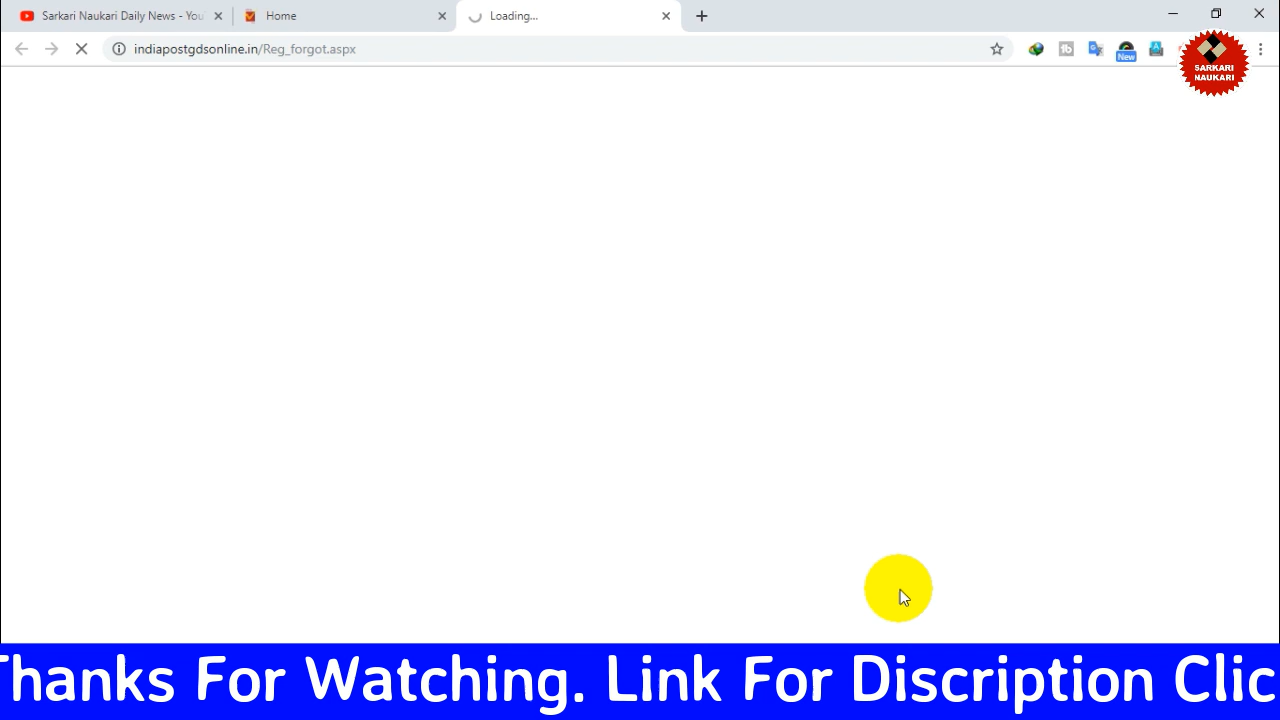 Sarkari Naukari Daily News - You
Home
Loading...
indiapostgdsonline.in/Reg_forgot.aspx
New
SARKARI
NAUKARI
Thanks For Watching. Link For Discription Clic